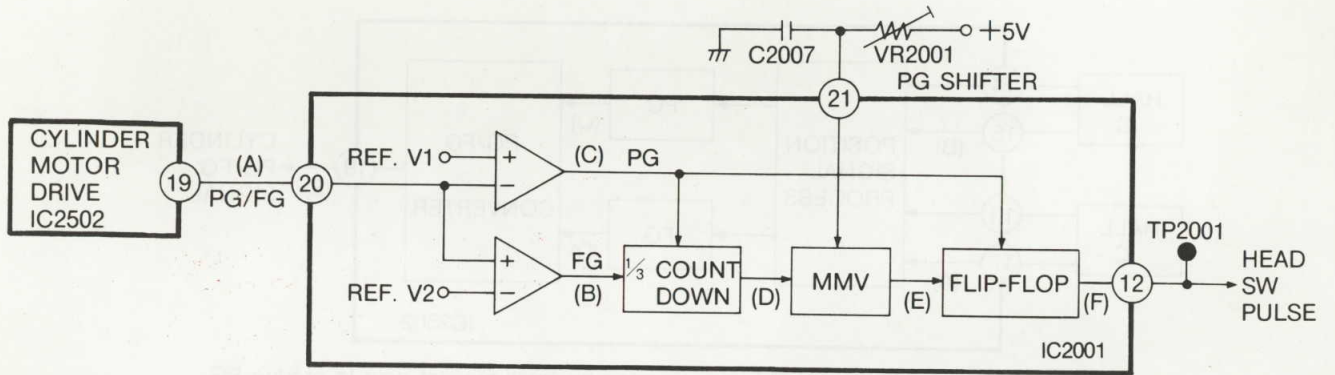 C2007
VR2001
+5V
PG SHIFTER
21
CYLINDER
MOTOR
DRIVE
IC2502
19
(A)
PG/FG
20
REF. V1
+
−
(C)
PG
REF. V2
+
−
FG
(B)
1/3 COUNT
DOWN
(D)
MMV
(E)
FLIP-FLOP
(F)
12
TP2001
HEAD
SW
PULSE
IC2001